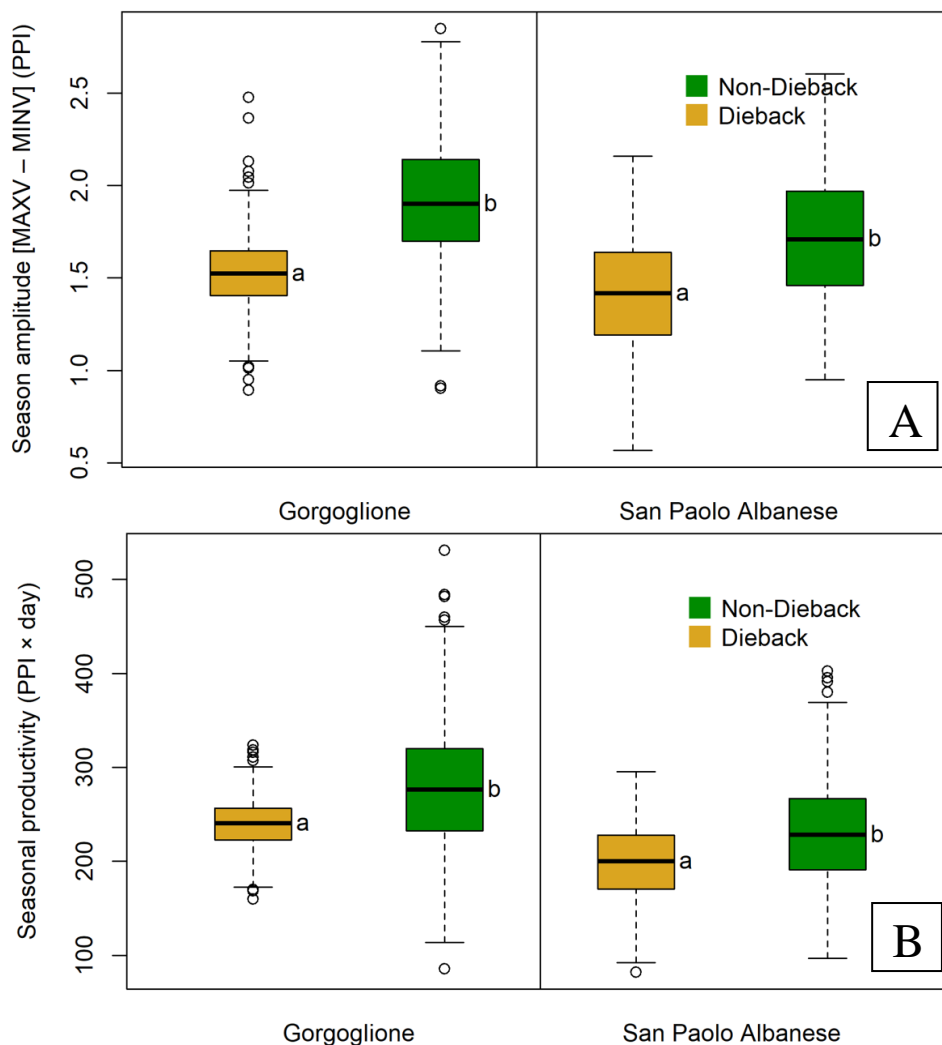 Season amplitude [MAXV – MINV] (PPI)
2.5
2.0
1.5
1.0
0.5
Non-Dieback
Dieback
a
b
a
b
A
Gorgoglione
San Paolo Albanese
Seasonal productivity (PPI × day)
500
400
300
200
100
Non-Dieback
Dieback
a
b
a
b
B
Gorgoglione
San Paolo Albanese